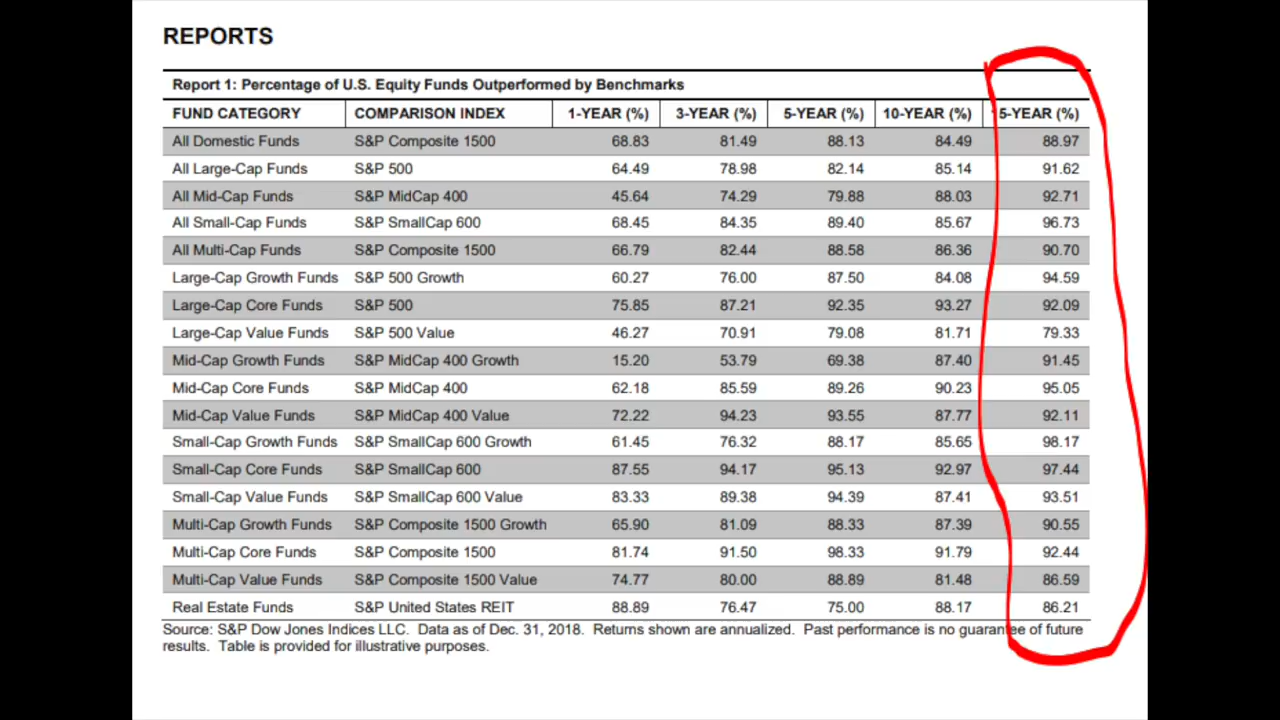 REPORTS
Report 1: Percentage of U.S. Equity Funds Outperformed by Benchmarks
FUND CATEGORY COMPARISON INDEX 1-YEAR (%) 3-YEAR (%) 5-YEAR (%) 10-YEAR (%) 15-YEAR (%)
All Domestic Funds S&P Composite 1500 68.83 81.49 88.13 84.49 88.97
All Large-Cap Funds S&P 500 64.49 78.98 82.14 85.14 91.62
All Mid-Cap Funds S&P MidCap 400 45.64 74.29 79.88 88.03 92.71
All Small-Cap Funds S&P SmallCap 600 68.45 84.35 89.40 85.67 96.73
All Multi-Cap Funds S&P Composite 1500 66.79 82.44 88.58 86.36 90.70
Large-Cap Growth Funds S&P 500 Growth 60.27 76.00 87.50 84.08 94.59
Large-Cap Core Funds S&P 500 75.85 87.21 92.35 93.27 92.09
Large-Cap Value Funds S&P 500 Value 46.27 70.91 79.08 81.71 79.33
Mid-Cap Growth Funds S&P MidCap 400 Growth 15.20 53.79 69.38 87.40 91.45
Mid-Cap Core Funds S&P MidCap 400 62.18 85.59 89.26 90.23 95.05
Mid-Cap Value Funds S&P MidCap 400 Value 72.22 94.23 93.55 87.77 92.11
Small-Cap Growth Funds S&P SmallCap 600 Growth 61.45 76.32 88.17 85.65 98.17
Small-Cap Core Funds S&P SmallCap 600 87.55 94.17 95.13 92.97 97.44
Small-Cap Value Funds S&P SmallCap 600 Value 83.33 89.38 94.39 87.41 93.51
Multi-Cap Growth Funds S&P Composite 1500 Growth 65.90 81.09 88.33 87.39 90.55
Multi-Cap Core Funds S&P Composite 1500 81.74 91.50 98.33 91.79 92.44
Multi-Cap Value Funds S&P Composite 1500 Value 74.77 80.00 88.89 81.48 86.59
Real Estate Funds S&P United States REIT 88.89 76.47 75.00 88.17 86.21
Source: S&P Dow Jones Indices LLC. Data as of Dec. 31, 2018. Returns shown are annualized. Past performance is no guarantee of future
results. Table is provided for illustrative purposes.